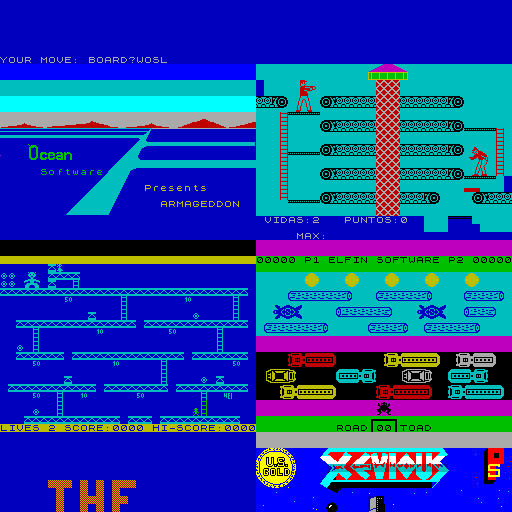 YOUR MOVE: BOARD?WOSL
Ocean
Software
Presents
ARMAGEDDON
VIDAS:2 PUNTOS:0
MAX:
00000 P1 ELFIN SOFTWARE P2 00000
50 10
10 50
50 10
50 50
LIVES 2 SCORE:0000 HI-SCORE:0000
ROAD 00 TOAD
U.S.
GOLD
THE